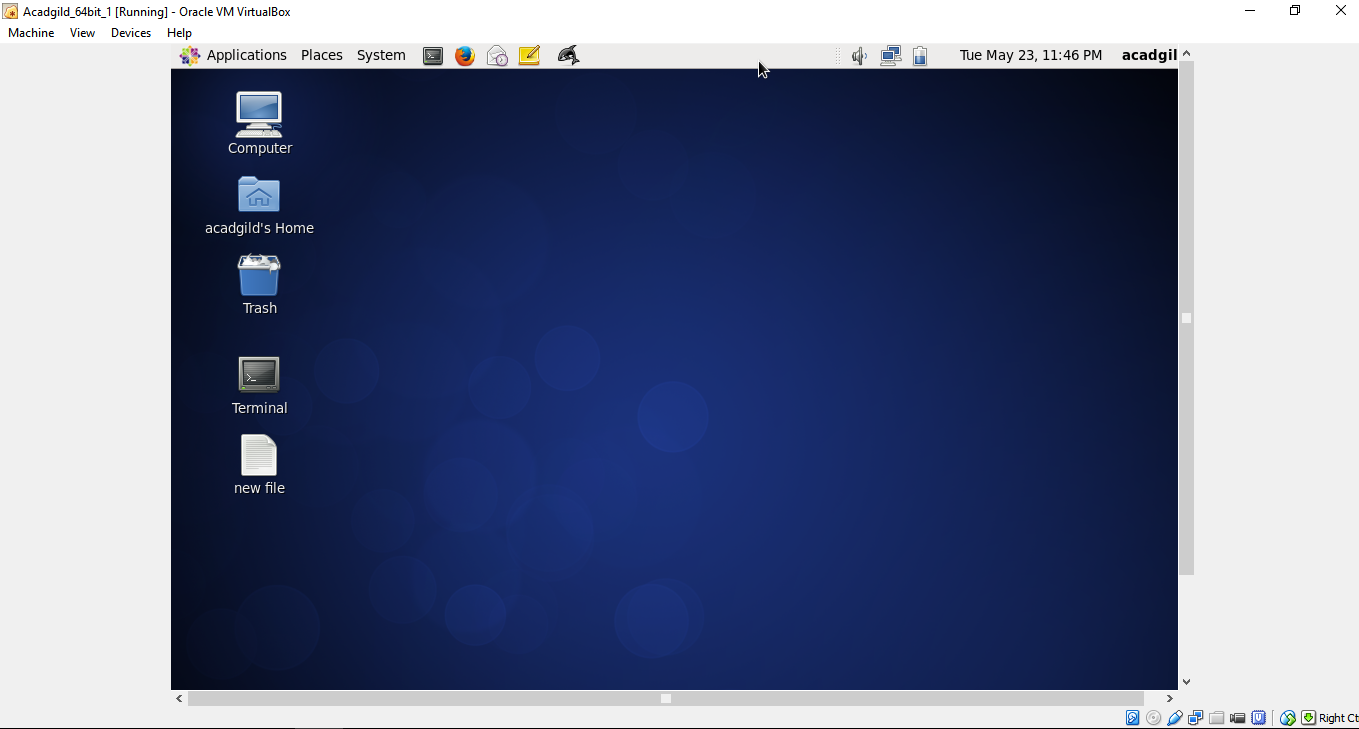 Acadgild_64bit_1 [Running] - Oracle VM VirtualBox
Machine View Devices Help
Applications Places System Tue May 23, 11:46 PM acadgil
Computer
acadgild's Home
Trash
Terminal
new file
Right Ct